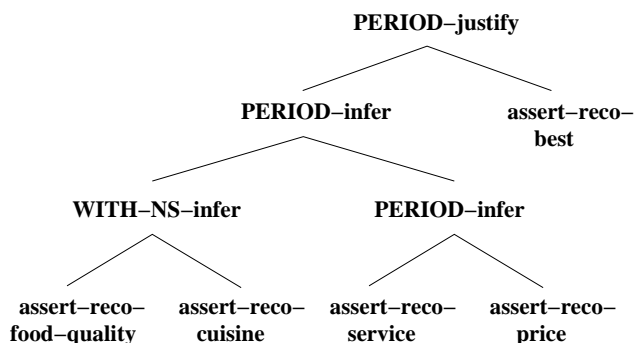 PERIOD–justify
PERIOD–infer
assert–reco–
best
WITH–NS–infer
PERIOD–infer
assert–reco–
food–quality
assert–reco–
cuisine
assert–reco–
service
assert–reco–
price